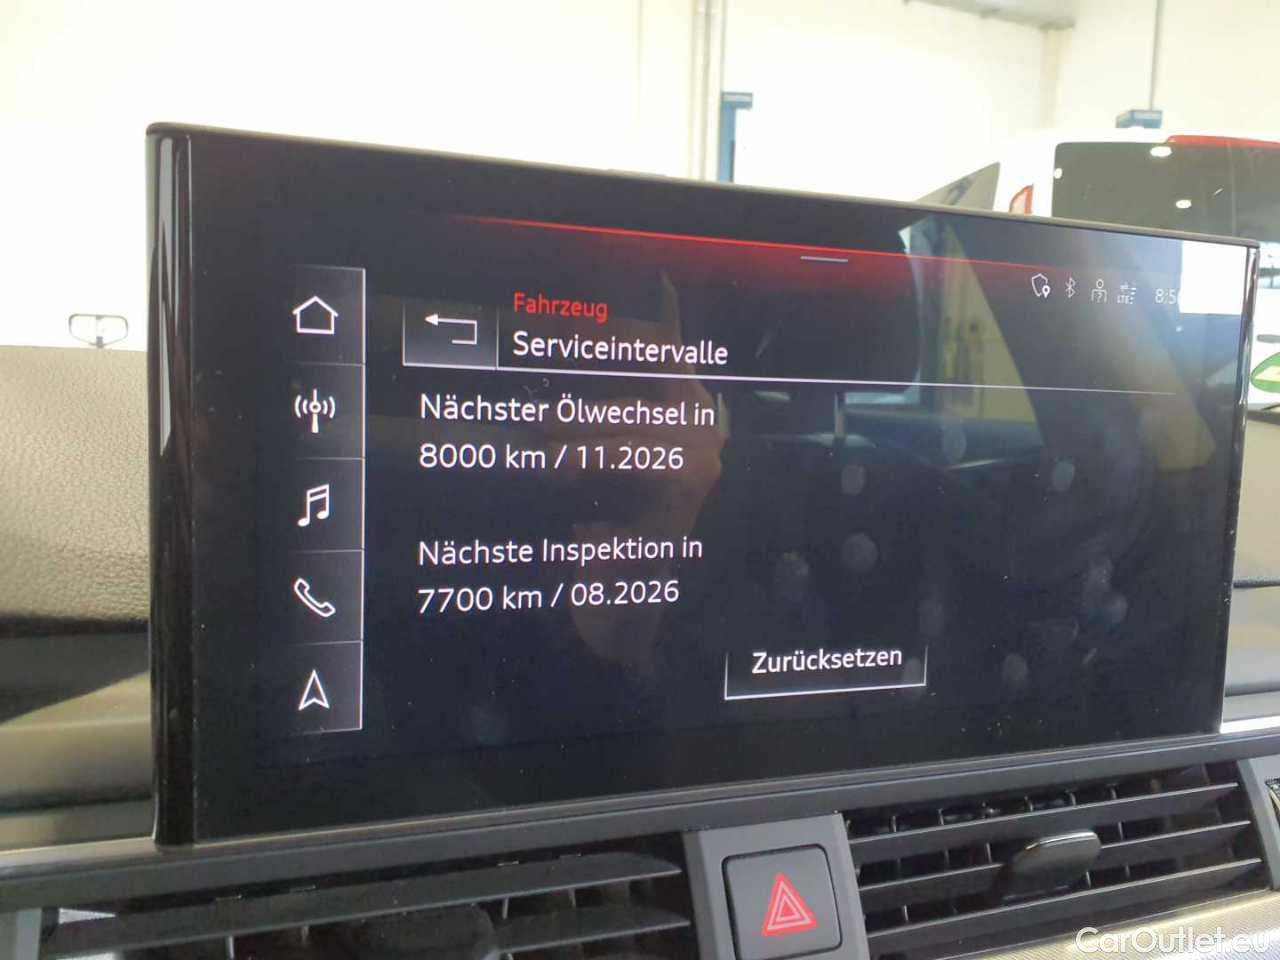 LTE
Fahrzeug
Serviceintervalle
Nächster Ölwechsel in
8000 km / 11.2026
Nächste Inspektion in
7700 km / 08.2026
Zurücksetzen
CarOutlet.eu